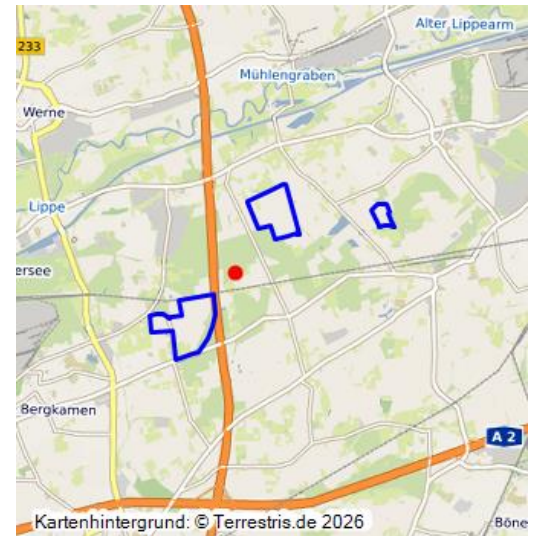 Alter Lippearm
233
Mühlengraben
Werne
Lippe
ersee
Bergkamen
A 2
Böne
Kartenhintergrund: © Terrestris.de 2026